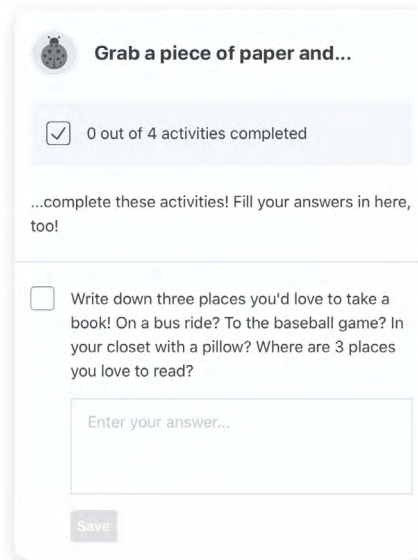 Grab a piece of paper and...
0 out of 4 activities completed
...complete these activities! Fill your answers in here,
too!
Write down three places you'd love to take a
book! On a bus ride? To the baseball game? In
your closet with a pillow? Where are 3 places
you love to read?
Enter your answer...
Save